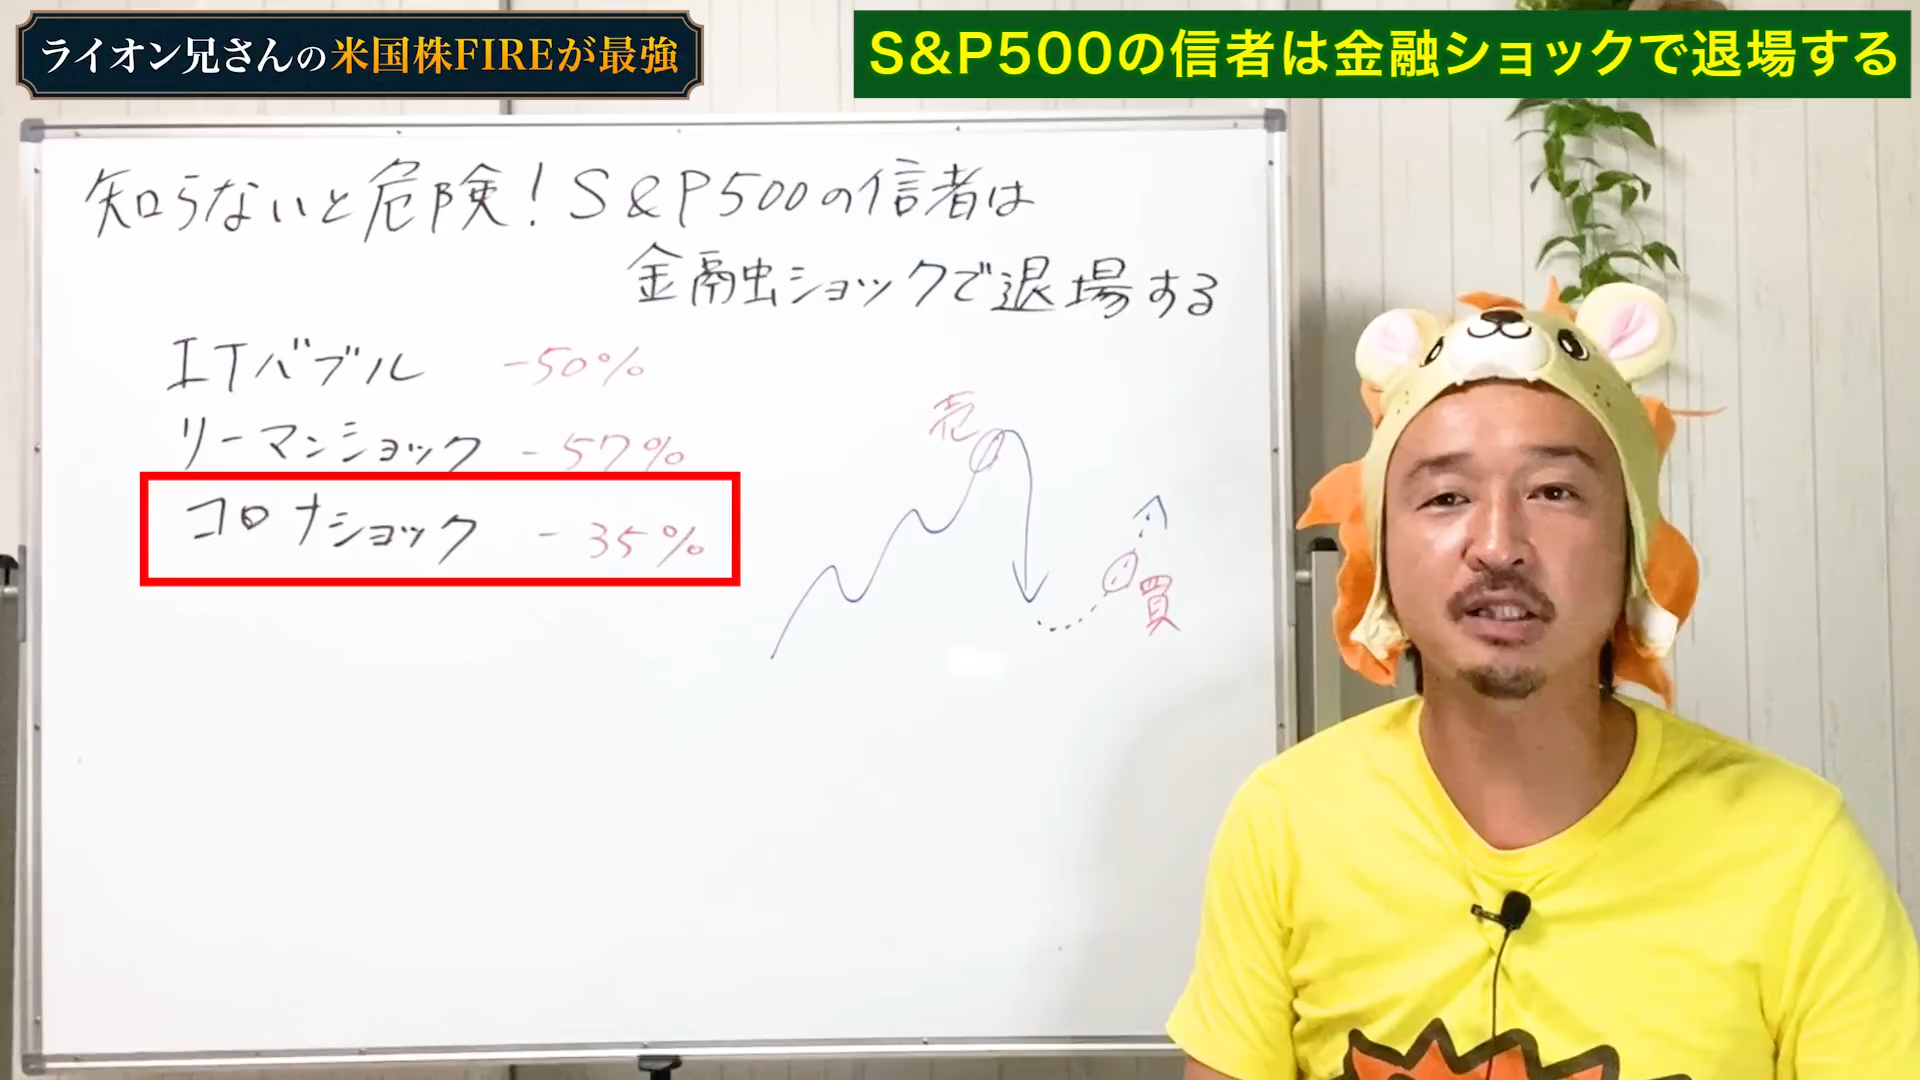 ライオン兄さんの米国株FIREが最強
S&P500の信者は金融ショックで退場する
知らないと危険!S&P500の信者は
金融ショックで退場する
ITバブル -50%
リーマンショック -57%
コロナショック -35%
売
買